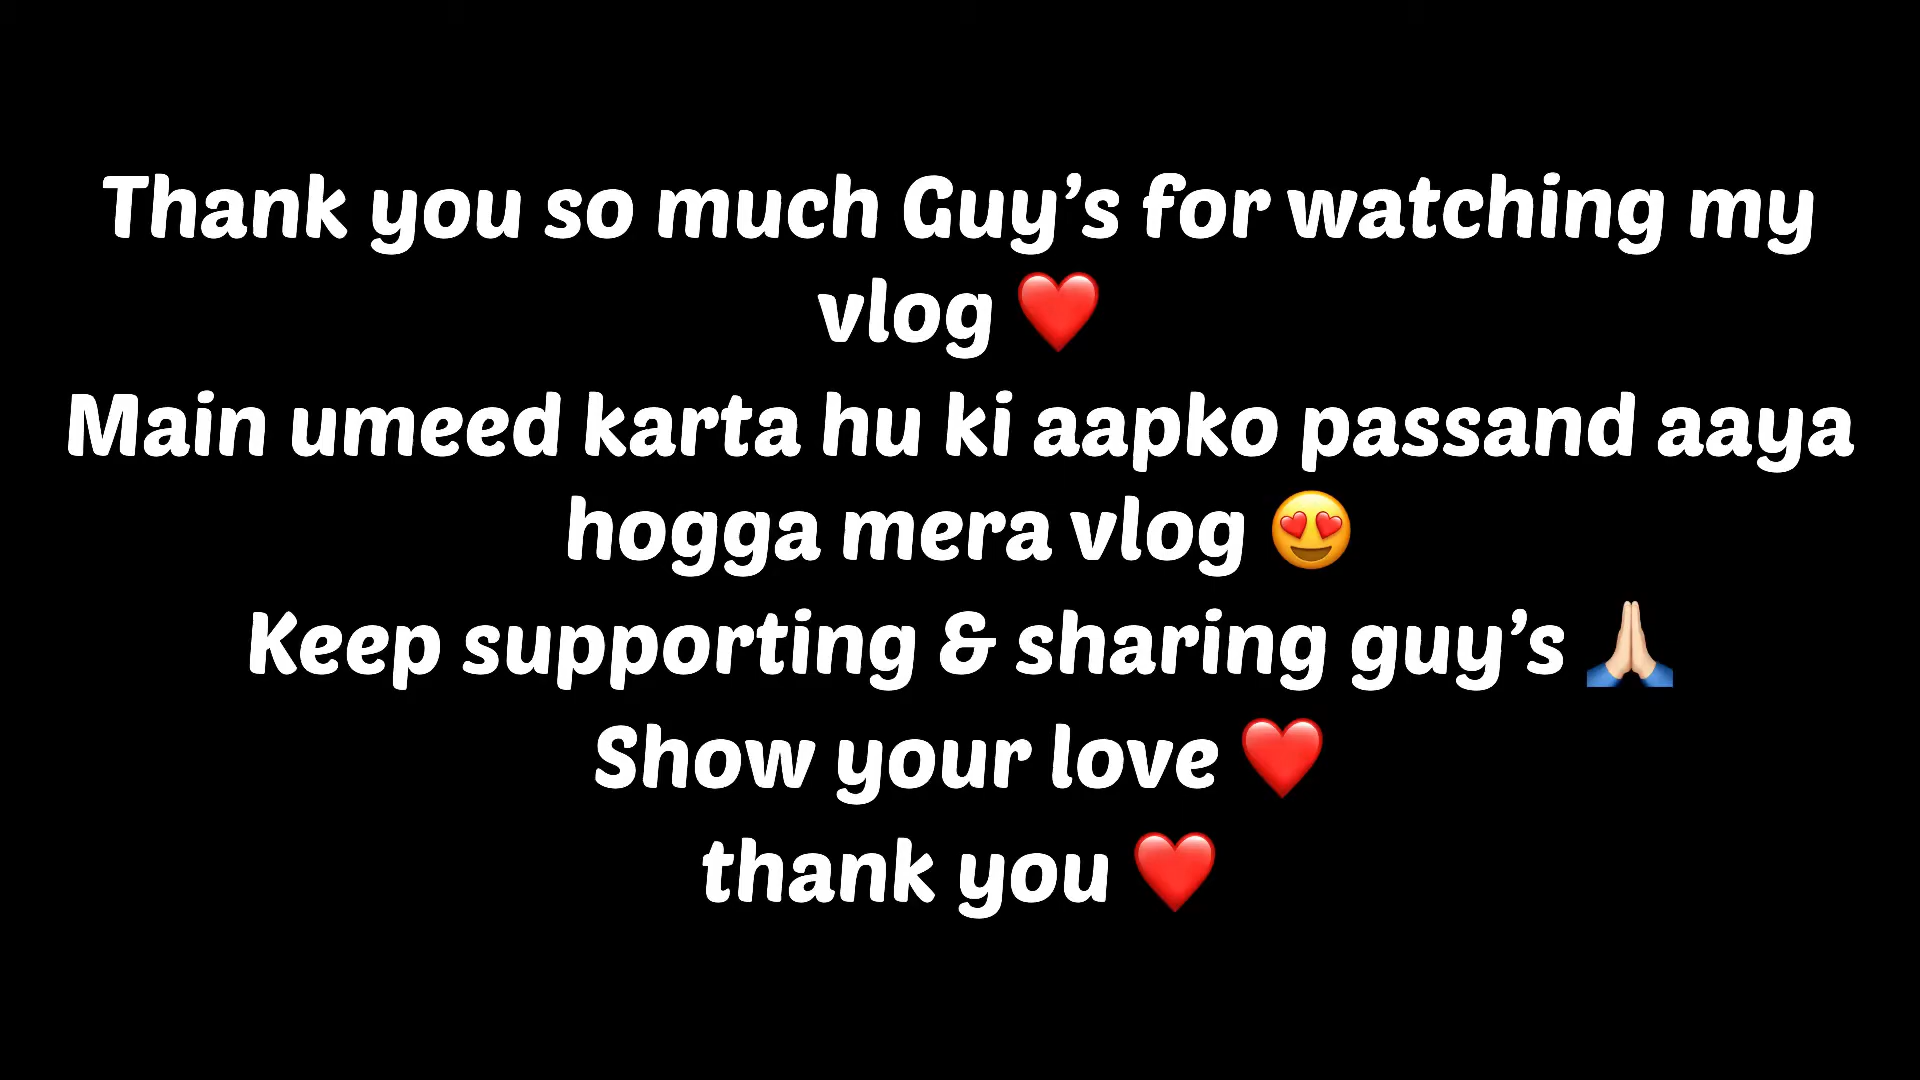 Thank you so much Guy’s for watching my
vlog ❤️
Main umeed karta hu ki aapko passand aaya
hogga mera vlog 😍
Keep supporting & sharing guy’s 🙏🏻
Show your love ❤️
thank you ❤️